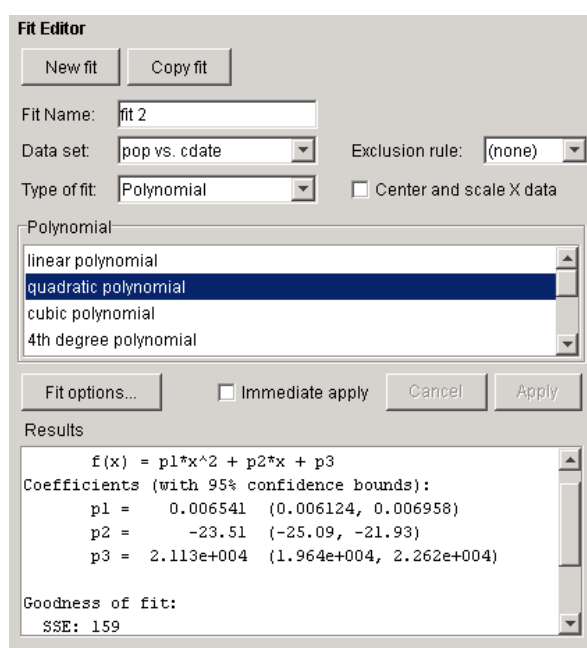 Fit Editor
New fit Copy fit
Fit Name: fit 2
Data set: pop vs. cdate Exclusion rule: (none)
Type of fit: Polynomial Center and scale X data
Polynomial
linear polynomial
quadratic polynomial
cubic polynomial
4th degree polynomial
Fit options... Immediate apply Cancel Apply
Results
f(x) = p1*x^2 + p2*x + p3
Coefficients (with 95% confidence bounds):
p1 = 0.006541 (0.006124, 0.006958)
p2 = -23.51 (-25.09, -21.93)
p3 = 2.113e+004 (1.964e+004, 2.262e+004)
Goodness of fit:
SSE: 159